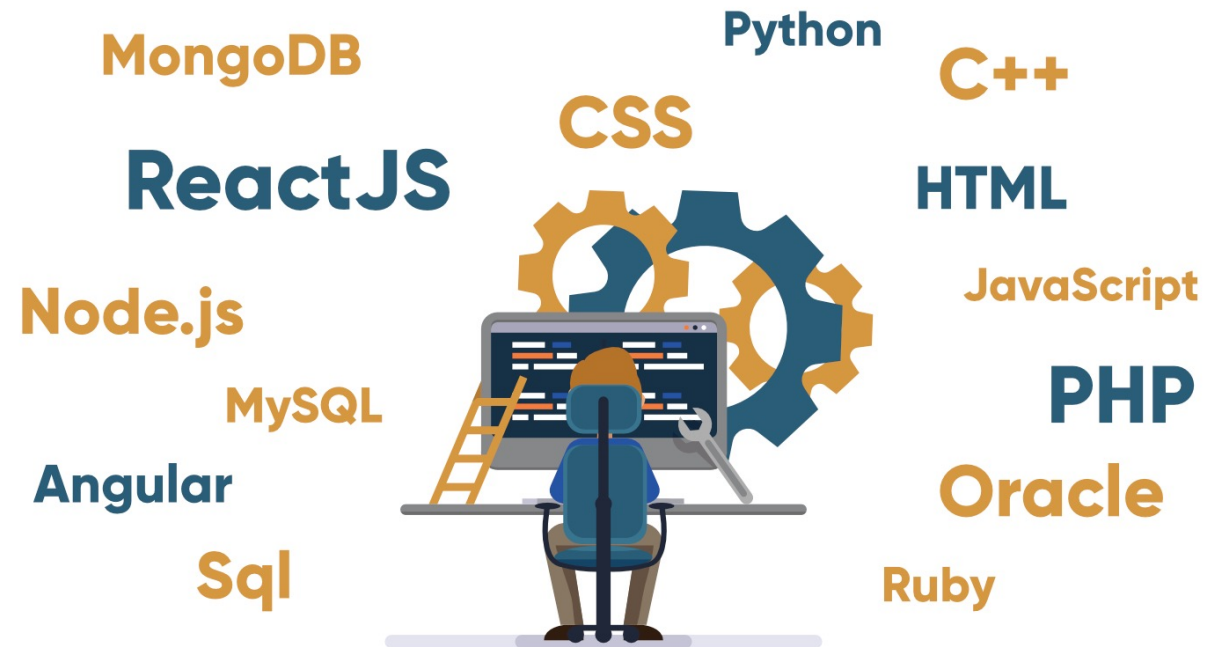 MongoDB
Python
C++
CSS
ReactJS
HTML
Node.js
JavaScript
MySQL
PHP
Angular
Oracle
Sql
Ruby